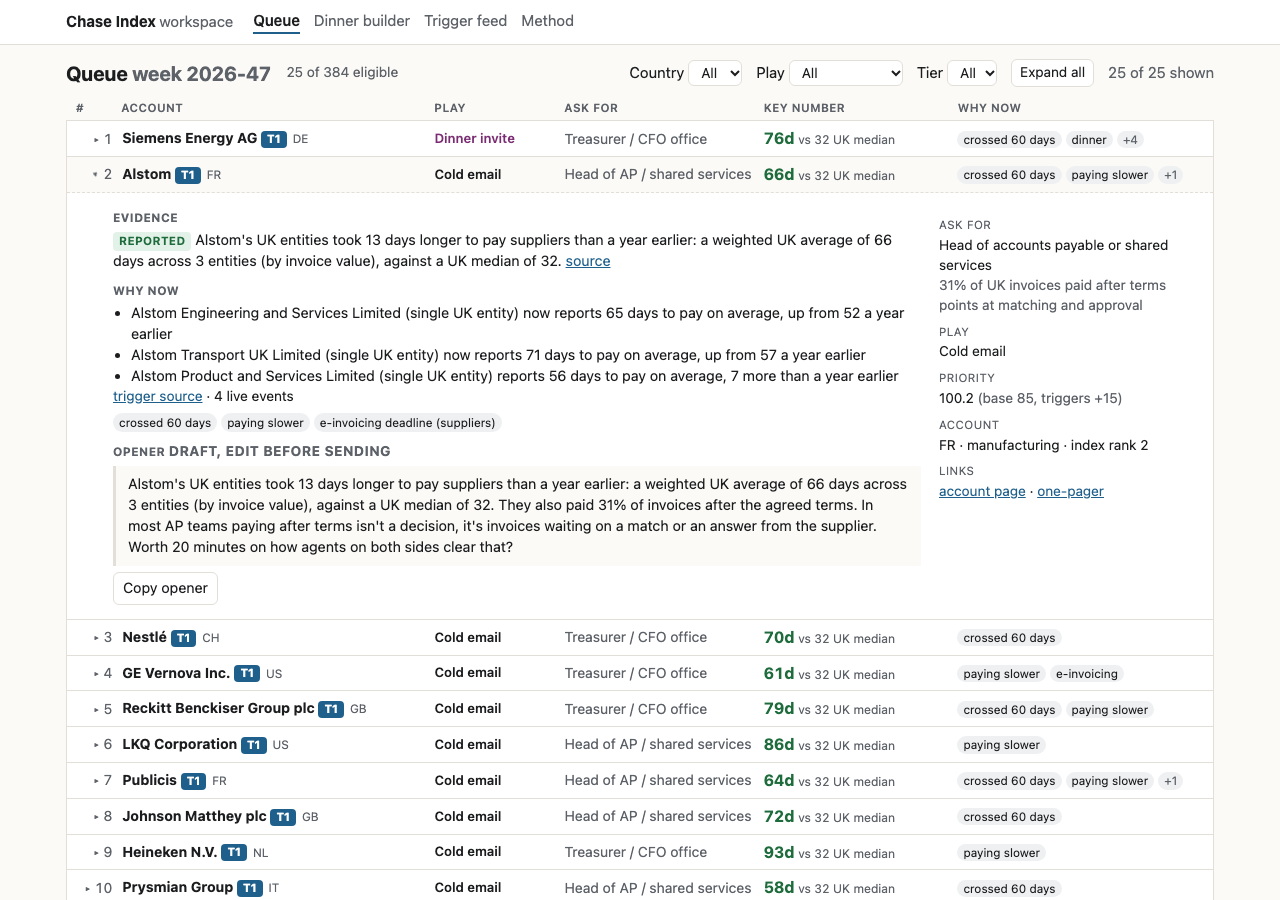 Chase Index workspace Queue Dinner builder Trigger feed Method
Queue week 2026-47 25 of 384 eligible Country All Play All Tier All Expand all 25 of 25 shown
# ACCOUNT PLAY ASK FOR KEY NUMBER WHY NOW
1 Siemens Energy AG T1 DE Dinner invite Treasurer / CFO office 76d vs 32 UK median crossed 60 days dinner +4
2 Alstom T1 FR Cold email Head of AP / shared services 66d vs 32 UK median crossed 60 days paying slower +1
EVIDENCE
REPORTED Alstom's UK entities took 13 days longer to pay suppliers than a year earlier: a weighted UK average of 66
days across 3 entities (by invoice value), against a UK median of 32. source
WHY NOW
• Alstom Engineering and Services Limited (single UK entity) now reports 65 days to pay on average, up from 52 a year
earlier
• Alstom Transport UK Limited (single UK entity) now reports 71 days to pay on average, up from 57 a year earlier
• Alstom Product and Services Limited (single UK entity) reports 56 days to pay on average, 7 more than a year earlier
trigger source · 4 live events
crossed 60 days paying slower e-invoicing deadline (suppliers)
OPENER DRAFT, EDIT BEFORE SENDING
Alstom's UK entities took 13 days longer to pay suppliers than a year earlier: a weighted UK average of 66 days across
3 entities (by invoice value), against a UK median of 32. They also paid 31% of invoices after the agreed terms. In
most AP teams paying after terms isn't a decision, it's invoices waiting on a match or an answer from the supplier.
Worth 20 minutes on how agents on both sides clear that?
Copy opener
ASK FOR
Head of accounts payable or shared
services
31% of UK invoices paid after terms
points at matching and approval
PLAY
Cold email
PRIORITY
100.2 (base 85, triggers +15)
ACCOUNT
FR · manufacturing · index rank 2
LINKS
account page · one-pager
3 Nestlé T1 CH Cold email Treasurer / CFO office 70d vs 32 UK median crossed 60 days
4 GE Vernova Inc. T1 US Cold email Treasurer / CFO office 61d vs 32 UK median paying slower e-invoicing
5 Reckitt Benckiser Group plc T1 GB Cold email Treasurer / CFO office 79d vs 32 UK median crossed 60 days paying slower
6 LKQ Corporation T1 US Cold email Head of AP / shared services 86d vs 32 UK median paying slower
7 Publicis T1 FR Cold email Head of AP / shared services 64d vs 32 UK median crossed 60 days paying slower +1
8 Johnson Matthey plc T1 GB Cold email Head of AP / shared services 72d vs 32 UK median crossed 60 days
9 Heineken N.V. T1 NL Cold email Treasurer / CFO office 93d vs 32 UK median paying slower
10 Prysmian Group T1 IT Cold email Head of AP / shared services 58d vs 32 UK median crossed 60 days